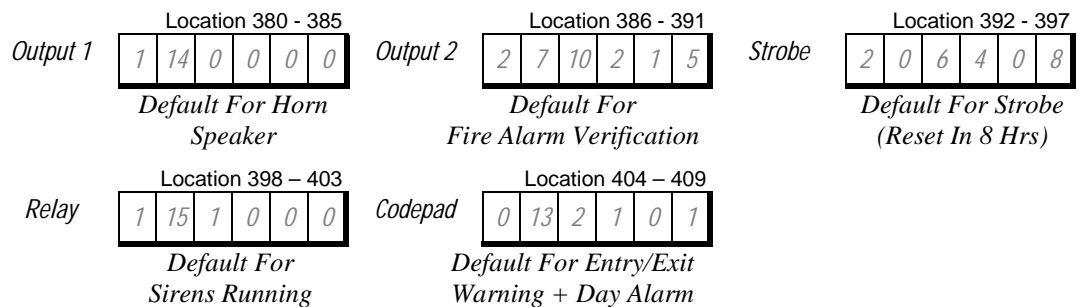 Location 380 - 385 Location 386 - 391 Location 392 - 397
Output 1 1 14 0 0 0 0 Output 2 2 7 10 2 1 5 Strobe 2 0 6 4 0 8
Default For Horn Default For Default For Strobe
Speaker Fire Alarm Verification (Reset In 8 Hrs)
Location 398 – 403 Location 404 – 409
Relay 1 15 1 0 0 0 Codepad 0 13 2 1 0 1
Default For Default For Entry/Exit
Sirens Running Warning + Day Alarm